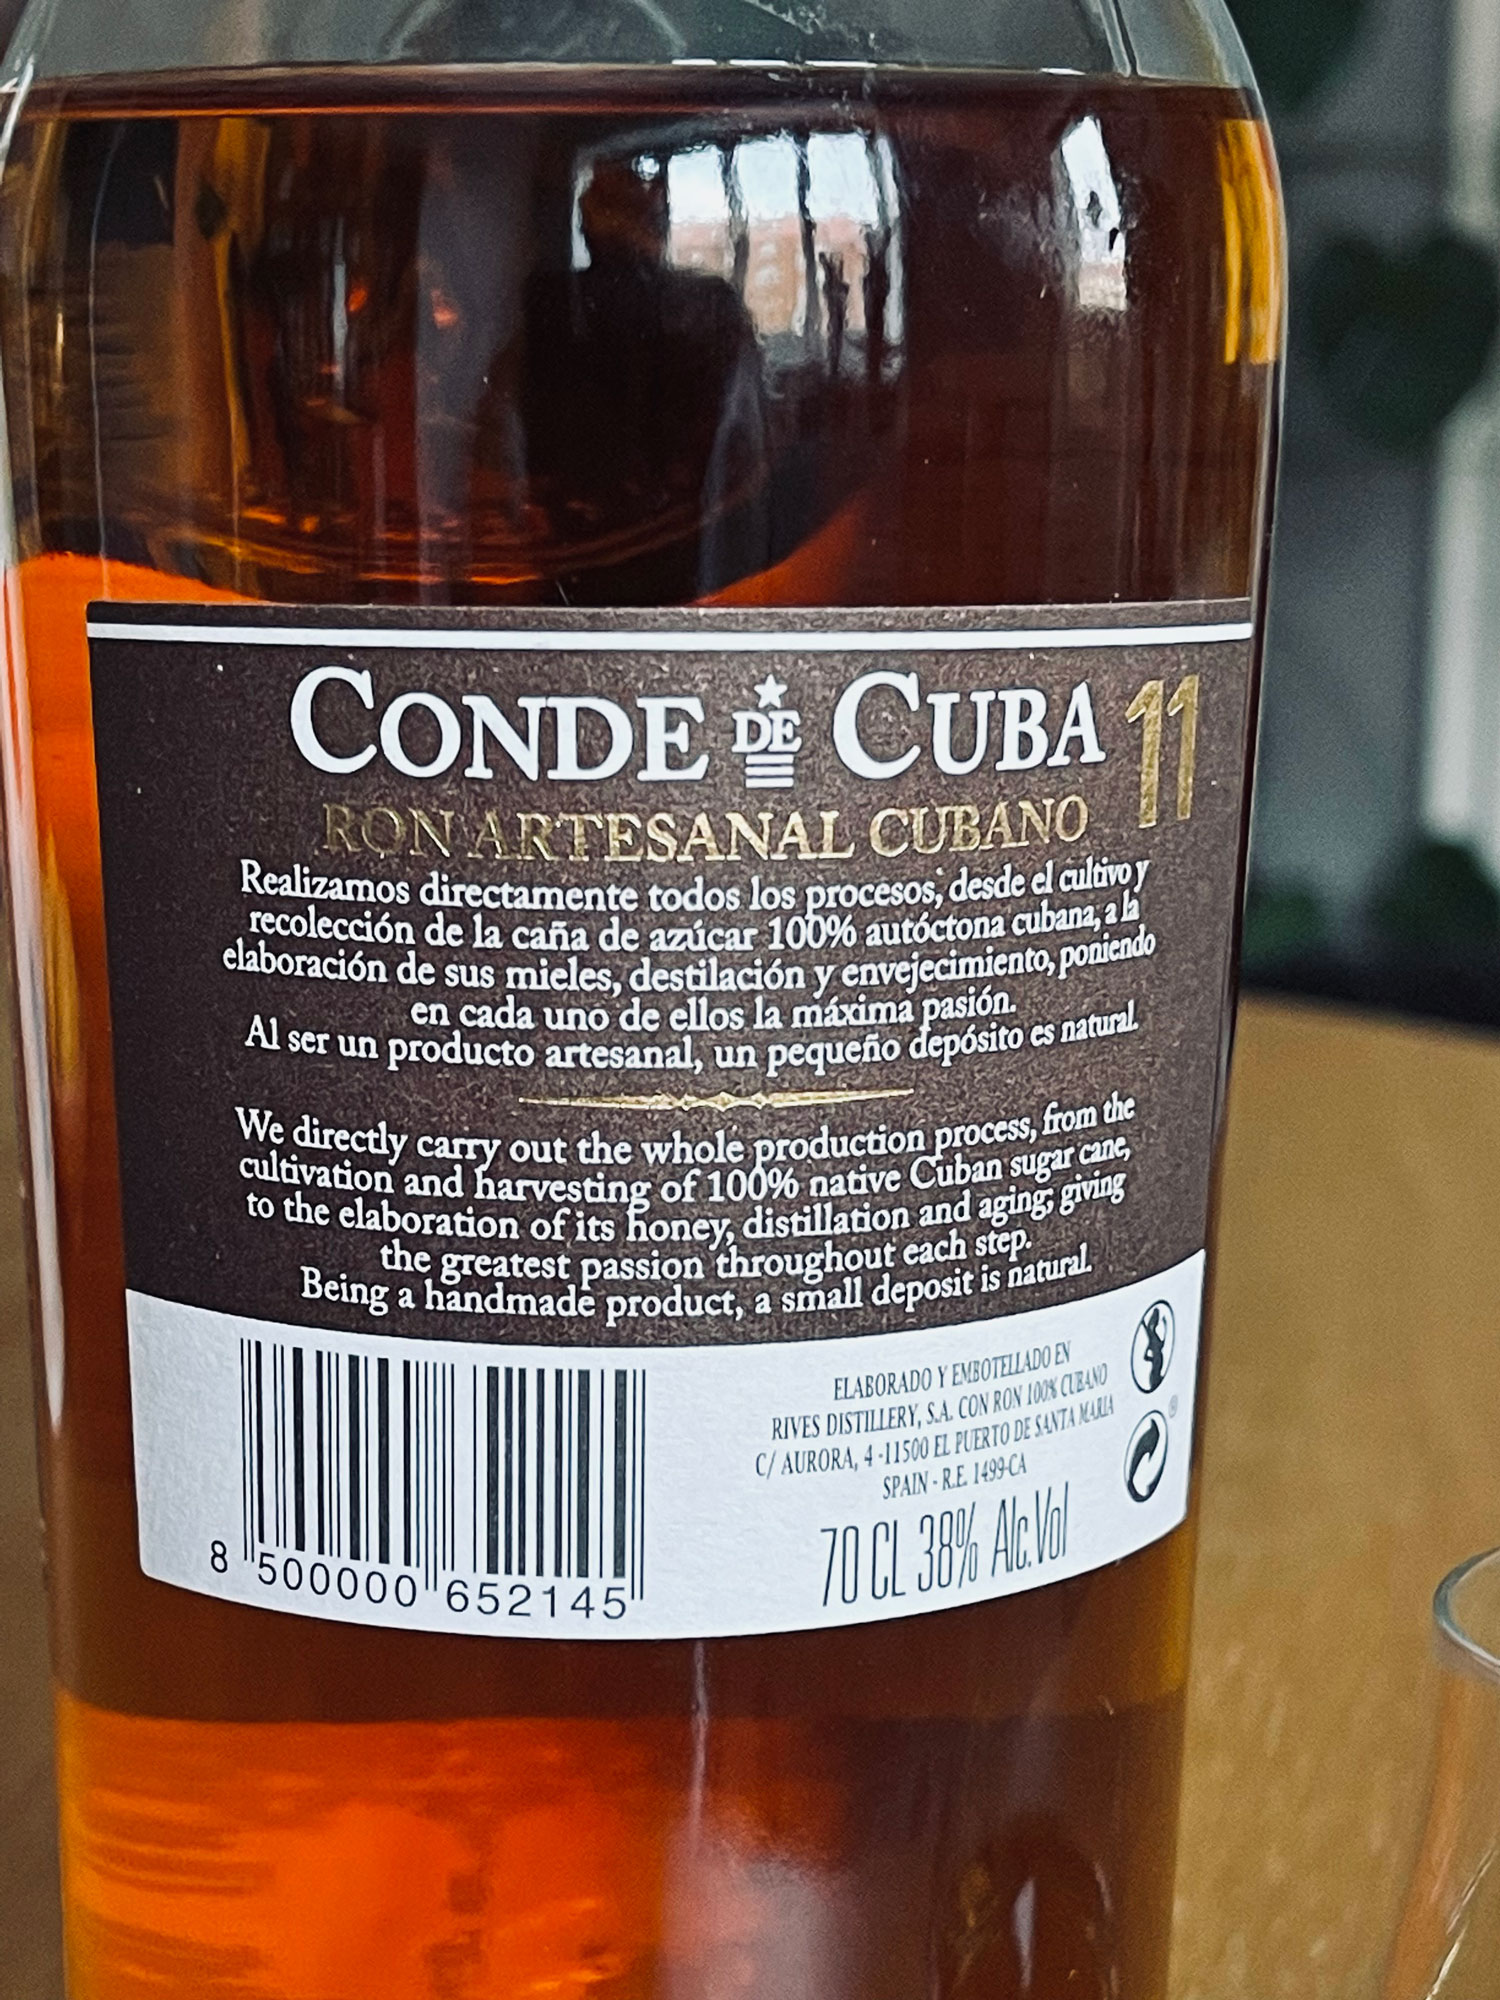 CONDE DE CUBA 11
RON ARTESANAL CUBANO
Realizamos directamente todos los procesos, desde el cultivo y
recolección de la caña de azúcar 100% autóctona cubana, a la
elaboración de sus mieles, destilación y envejecimiento, poniendo
en cada uno de ellos la máxima pasión.
Al ser un producto artesanal, un pequeño depósito es natural.
We directly carry out the whole production process, from the
cultivation and harvesting of 100% native Cuban sugar cane,
to the elaboration of its honey, distillation and aging; giving
the greatest passion throughout each step.
Being a handmade product, a small deposit is natural.
ELABORADO Y EMBOTELLADO EN
RIVES DISTILLERY, S.A. CON RON 100% CUBANO
C/ AURORA, 4 -11500 EL PUERTO DE SANTA MARIA
SPAIN - R.E. 1499-CA
70 CL 38% Alc.Vol
8 500000 652145
®